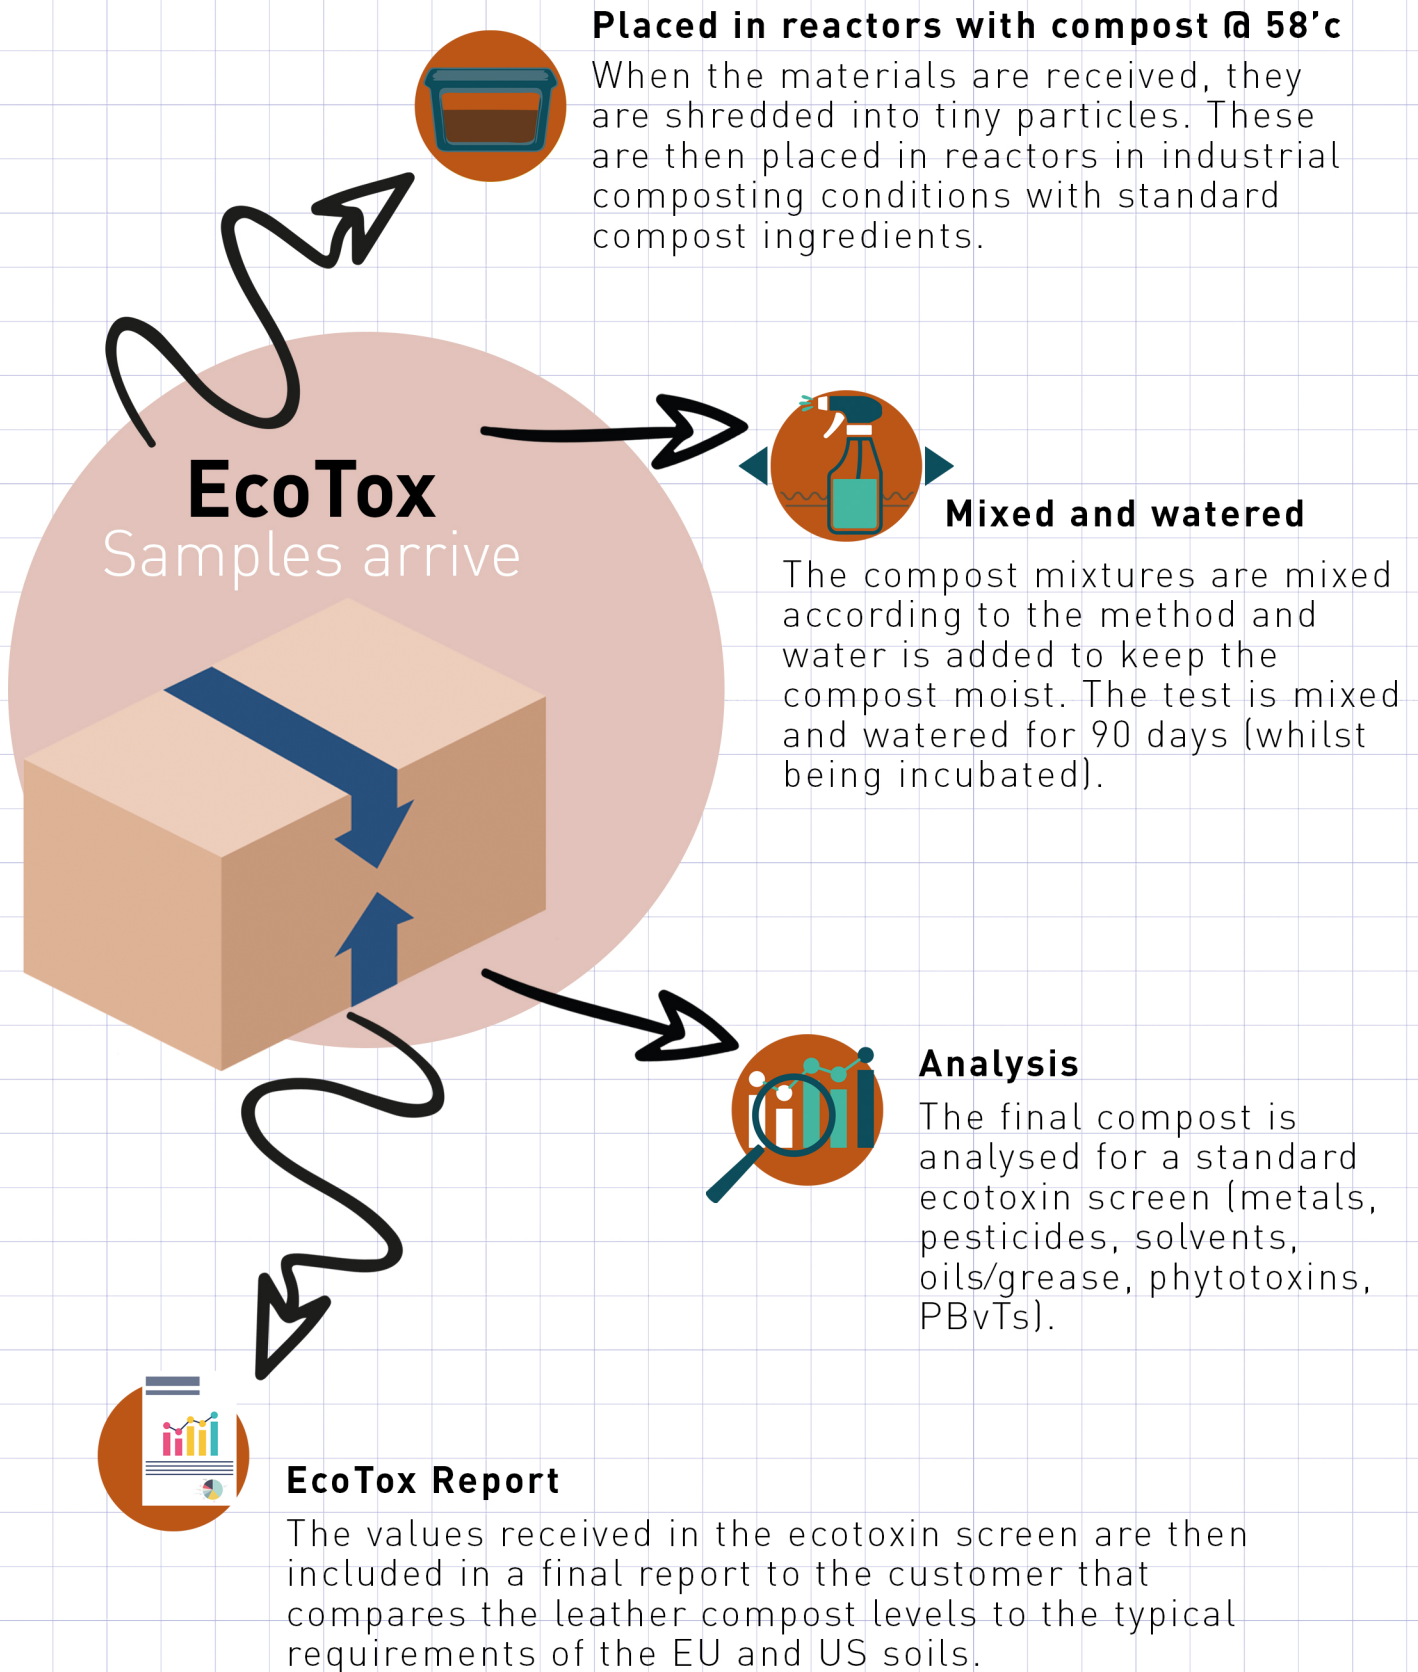 Placed in reactors with compost @ 58'c
When the materials are received, they
are shredded into tiny particles. These
are then placed in reactors in industrial
composting conditions with standard
compost ingredients.
EcoTox
Samples arrive
Mixed and watered
The compost mixtures are mixed
according to the method and
water is added to keep the
compost moist. The test is mixed
and watered for 90 days (whilst
being incubated).
Analysis
The final compost is
analysed for a standard
ecotoxin screen (metals,
pesticides, solvents,
oils/grease, phytotoxins,
PBvTs).
EcoTox Report
The values received in the ecotoxin screen are then
included in a final report to the customer that
compares the leather compost levels to the typical
requirements of the EU and US soils.